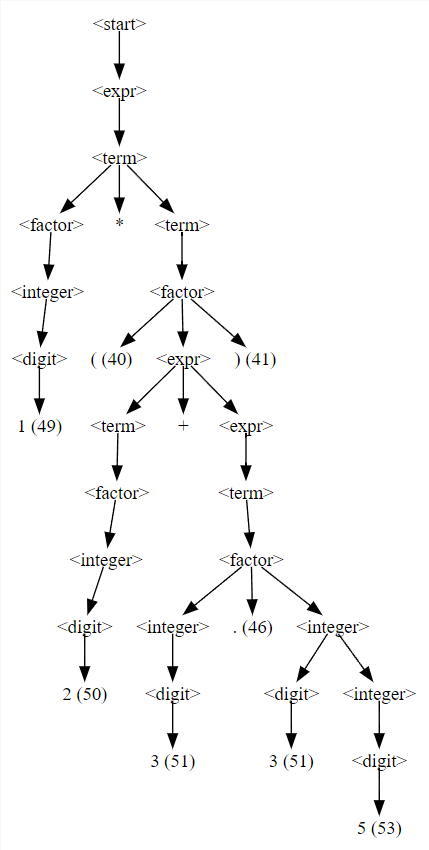 <start>
<expr>
<term>
<factor> * <term>
<integer> <factor>
<digit> ( (40) <expr> ) (41)
1 (49) <term> + <expr>
<factor> <term>
<integer> <factor>
<digit> <integer> . (46) <integer>
2 (50) <digit> <digit> <integer>
3 (51) 3 (51) <digit>
5 (53)